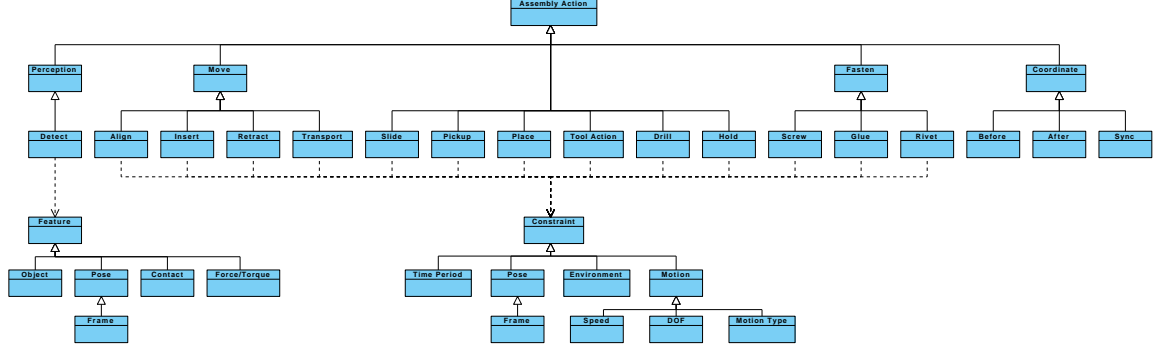 Assembly Action
Perception
Move
Fasten
Coordinate
Detect
Align
Insert
Retract
Transport
Slide
Pickup
Place
Tool Action
Drill
Hold
Screw
Glue
Rivet
Before
After
Sync
Feature
Constraint
Object
Pose
Contact
Force/Torque
Time Period
Pose
Environment
Motion
Frame
Frame
Speed
DOF
Motion Type